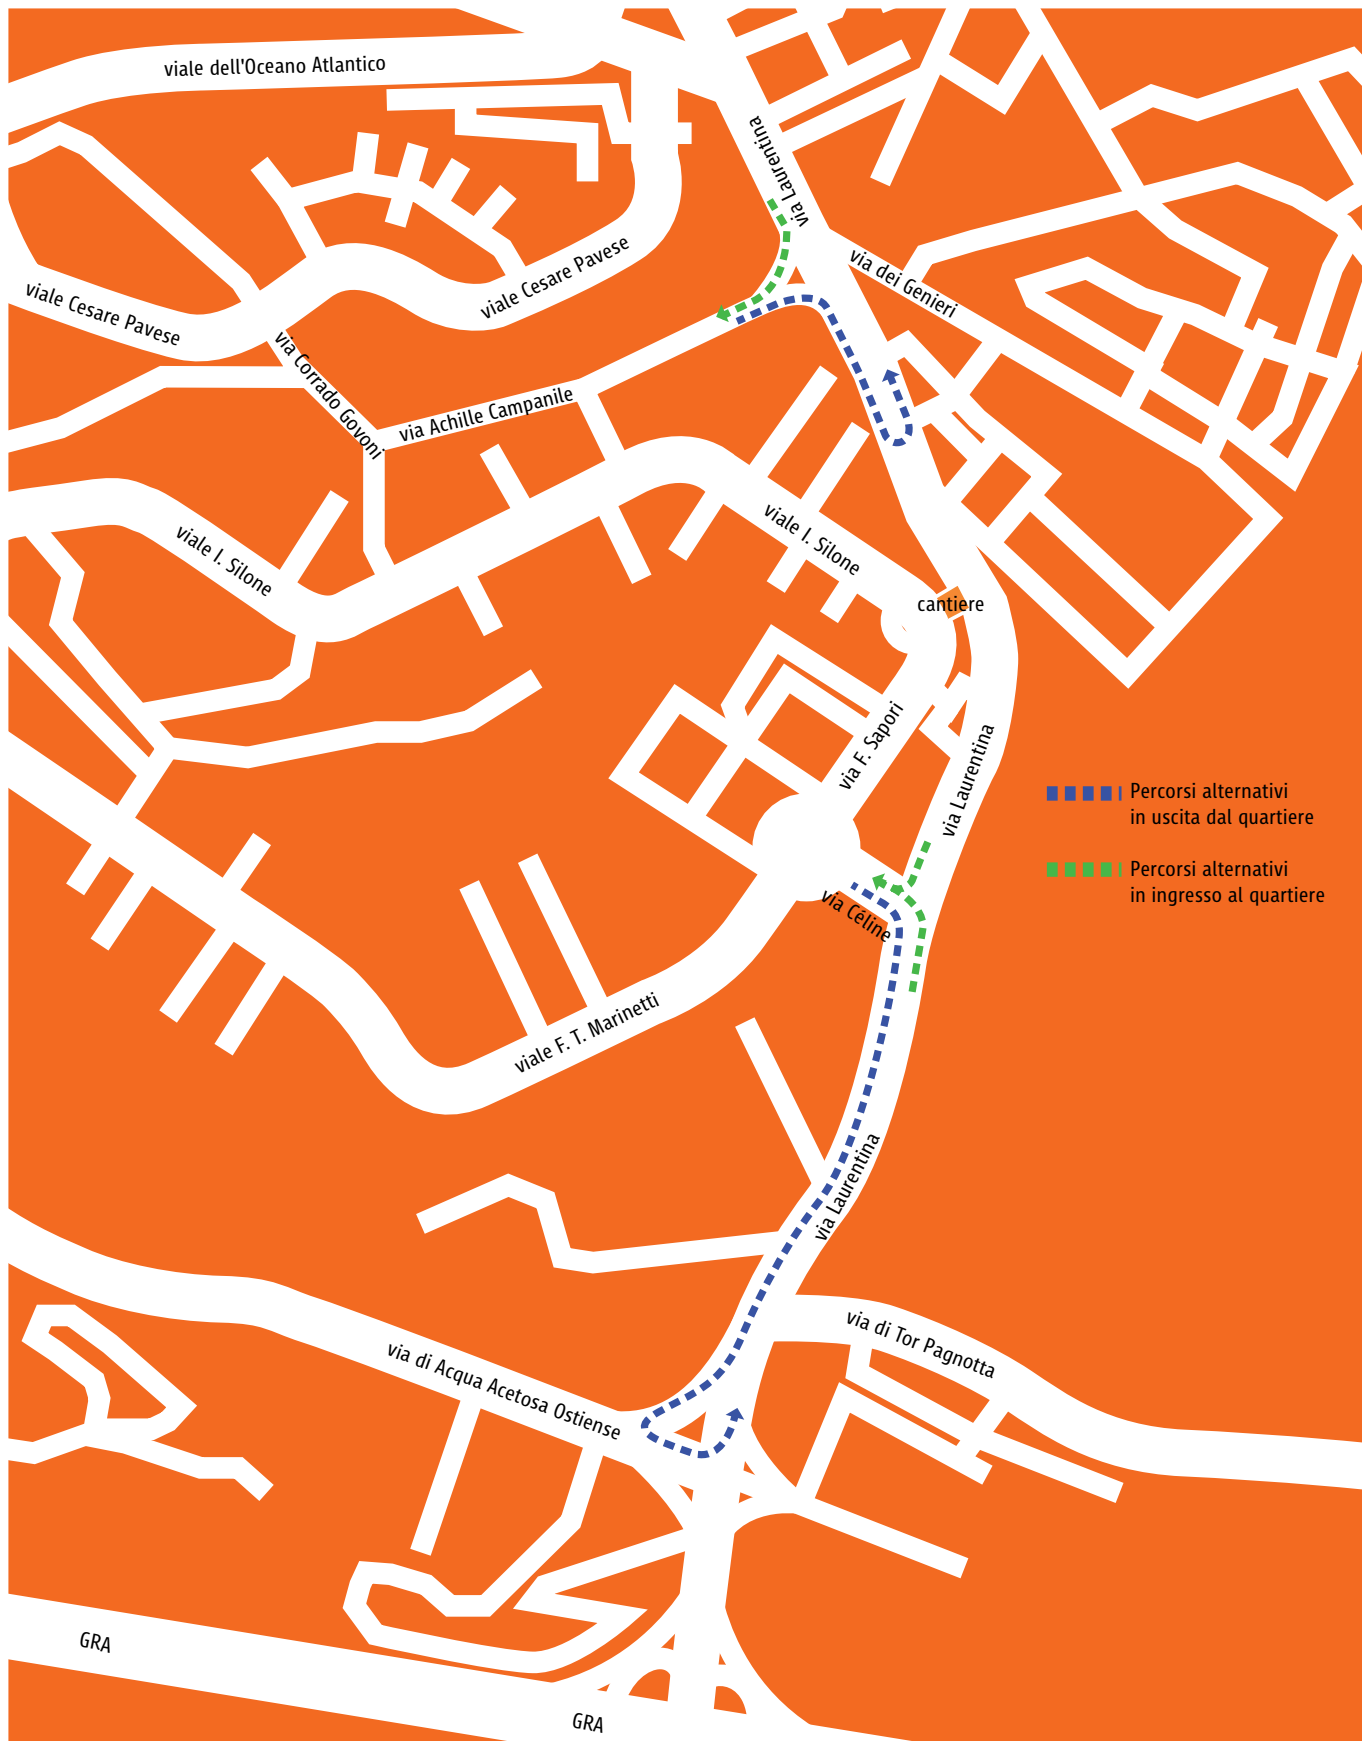 viale dell'Oceano Atlantico
via Laurentina
viale Cesare Pavese
via dei Genieri
viale Cesare Pavese
via Corrado Govoni
via Achille Campanile
viale I. Silone
viale I. Silone
cantiere
via F. Sapori
via Laurentina
Percorsi alternativi
in uscita dal quartiere
Percorsi alternativi
in ingresso al quartiere
via Céline
viale F. T. Marinetti
via Laurentina
via di Tor Pagnotta
via di Acqua Acetosa Ostiense
GRA
GRA